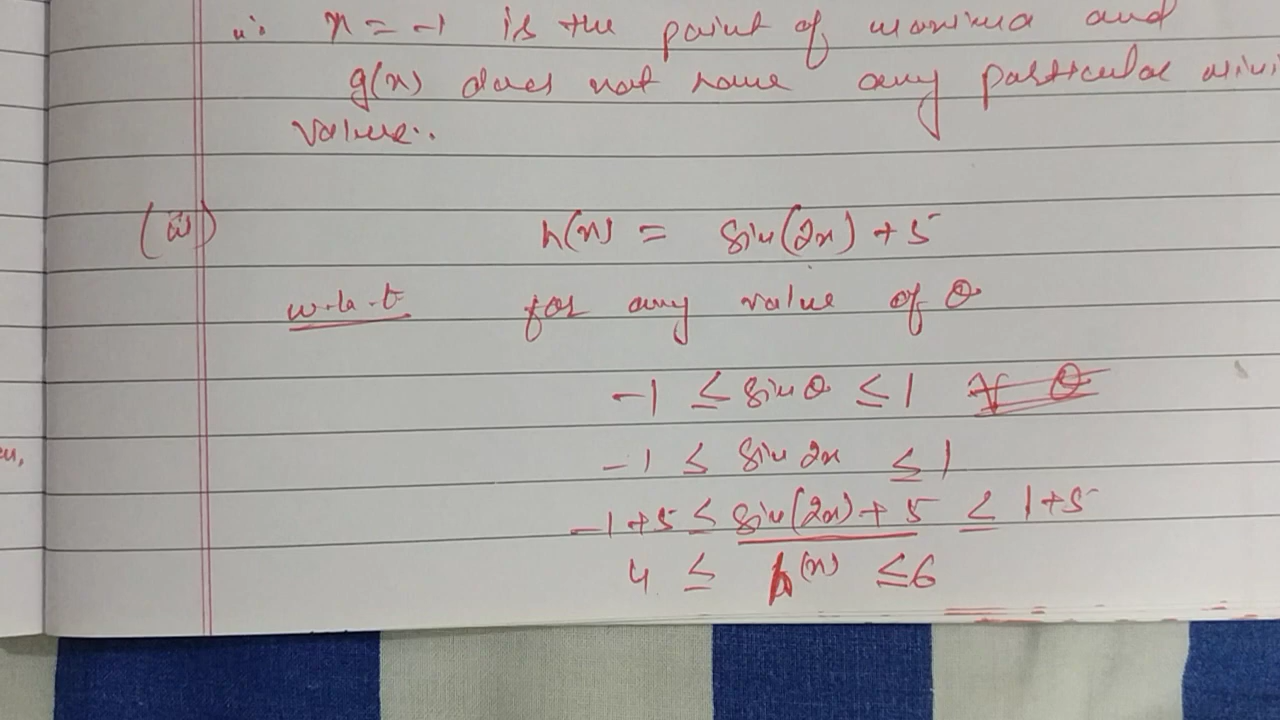 ∴ x = -1 is the point of maxima and
g(x) does not have any particular mini
value..
(iii) h(x) = sin(2x) + 5
w.k.t for any value of θ
-1 ≤ sin θ ≤ 1 ∀ θ
-1 ≤ sin 2x ≤ 1
-1+5 ≤ sin(2x) + 5 ≤ 1+5
4 ≤ h(x) ≤ 6